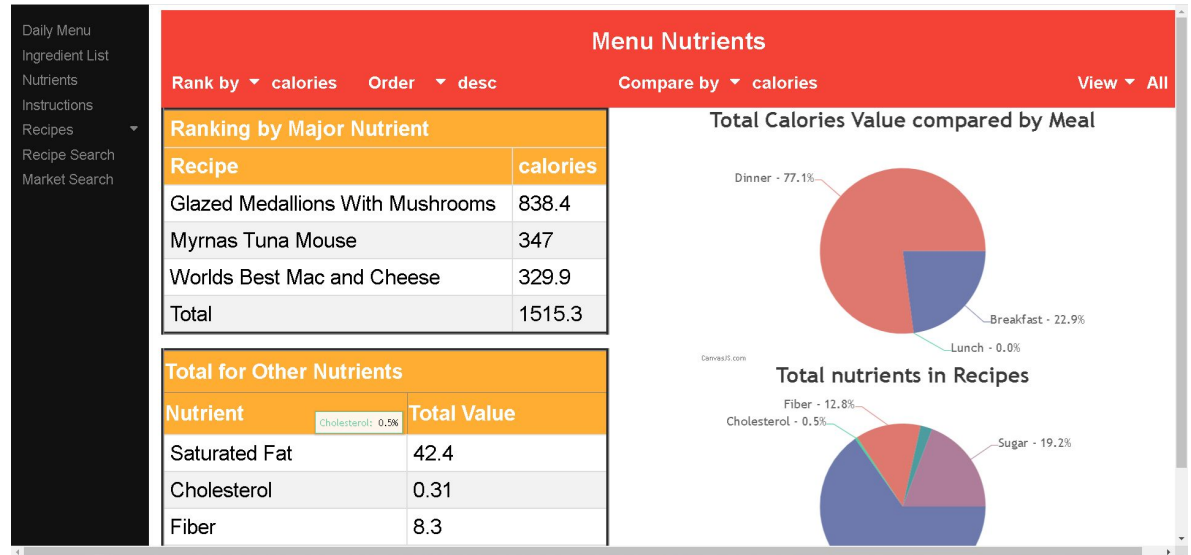 Daily Menu
Ingredient List
Nutrients
Instructions
Recipes
Recipe Search
Market Search
Menu Nutrients
Rank by calories Order desc Compare by calories View All
Ranking by Major Nutrient
Recipe calories
Glazed Medallions With Mushrooms 838.4
Myrnas Tuna Mouse 347
Worlds Best Mac and Cheese 329.9
Total 1515.3
Total for Other Nutrients
Nutrient Total Value
Cholesterol: 0.5%
Saturated Fat 42.4
Cholesterol 0.31
Fiber 8.3
Total Calories Value compared by Meal
Dinner - 77.1%
Breakfast - 22.9%
Lunch - 0.0%
CanvasJS.com
Total nutrients in Recipes
Fiber - 12.8%
Cholesterol - 0.5%
Sugar - 19.2%